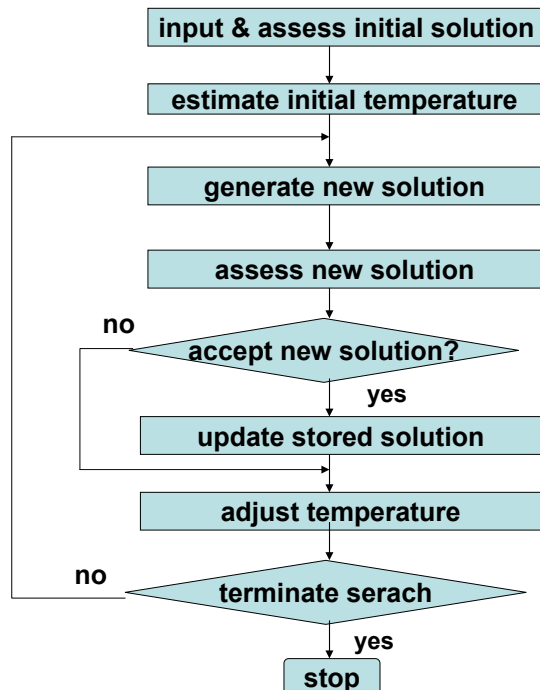 input & assess initial solution
estimate initial temperature
generate new solution
assess new solution
no
accept new solution?
yes
update stored solution
adjust temperature
no
terminate serach
yes
stop